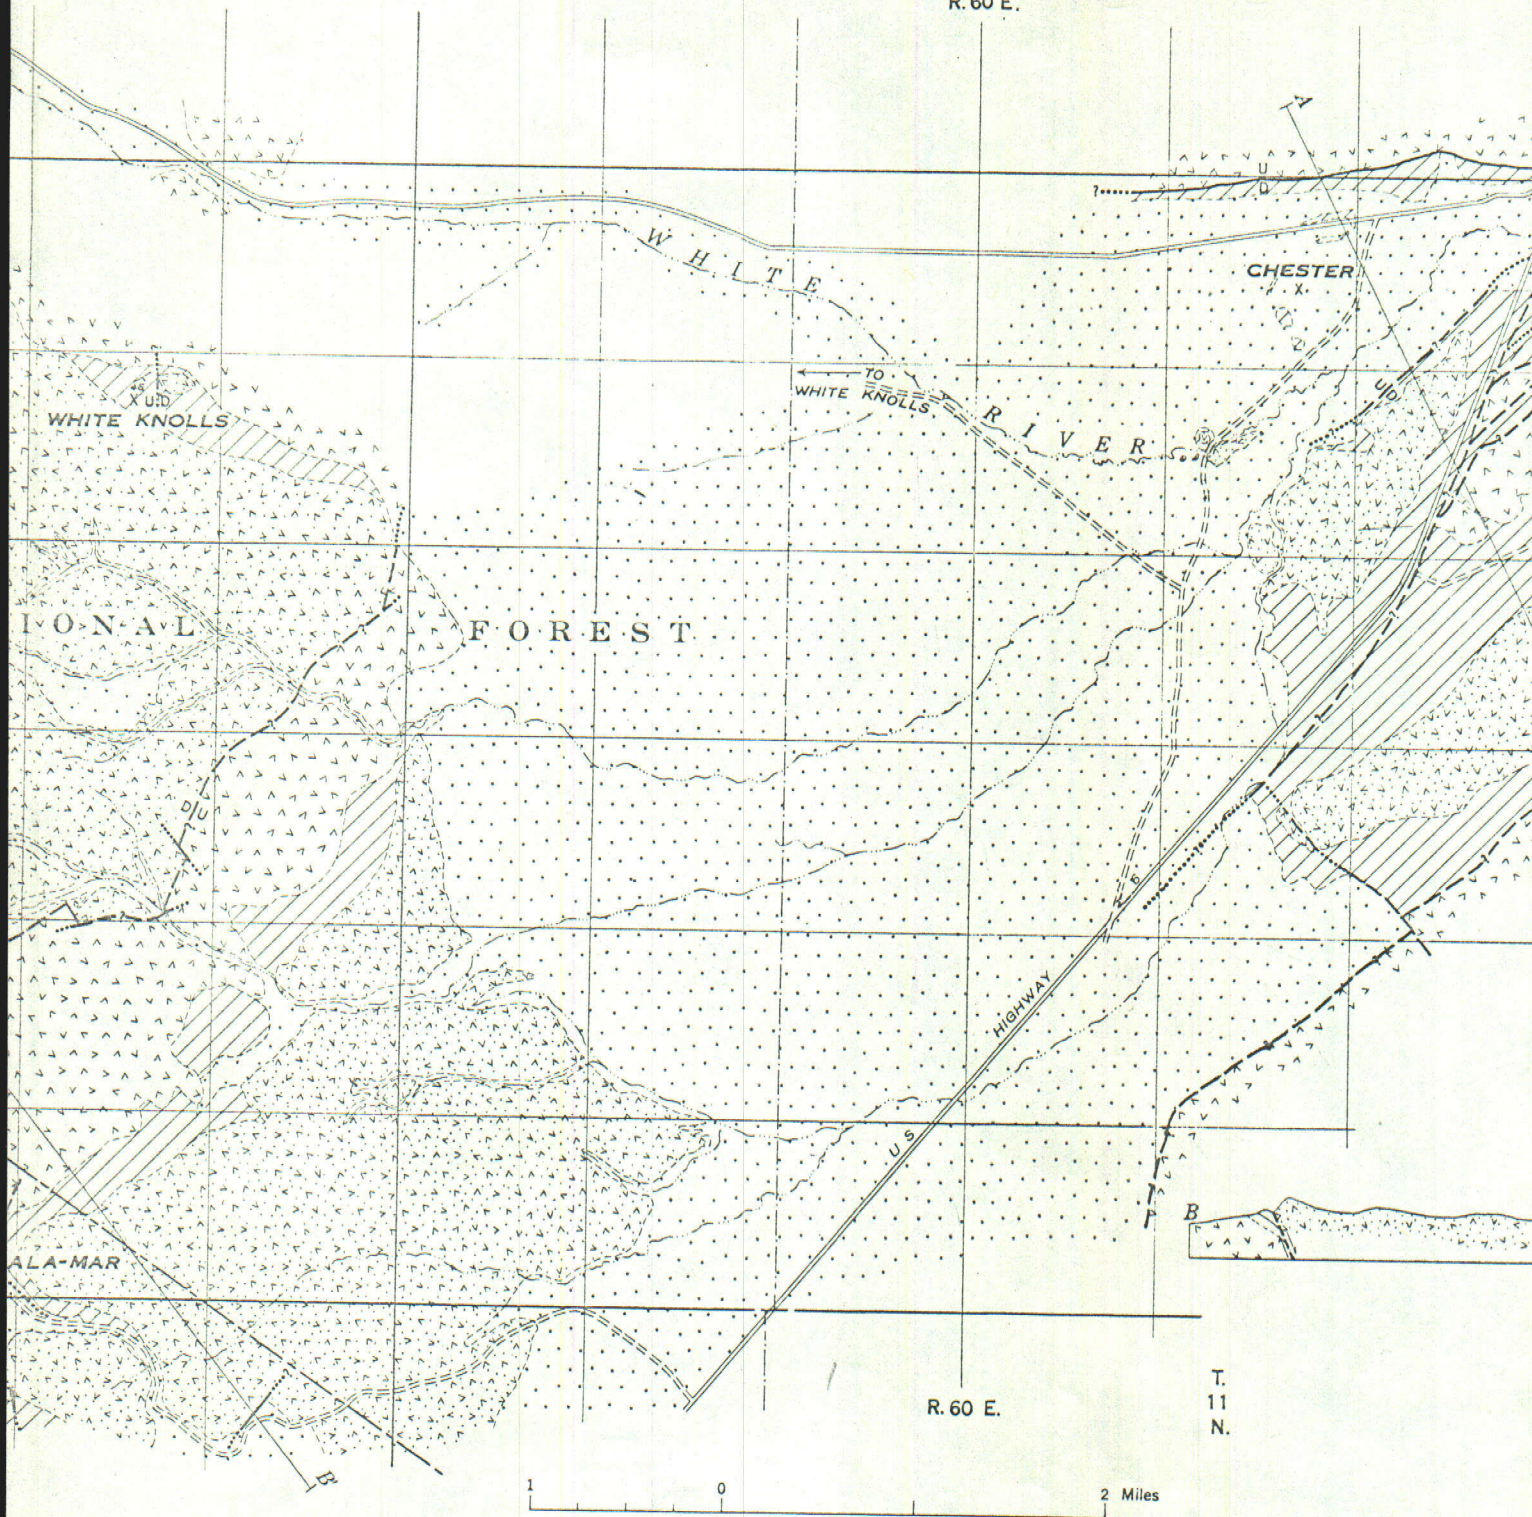 R. 60 E.
A
U
D
?
CHESTER
X
WHITE
TO
WHITE KNOLLS
RIVER
U/D
X U D
WHITE KNOLLS
IONAL FOREST
D/U
6
HIGHWAY
U S
B
ALA-MAR
B'
R. 60 E.
T.
11
N.
1 0 2 Miles